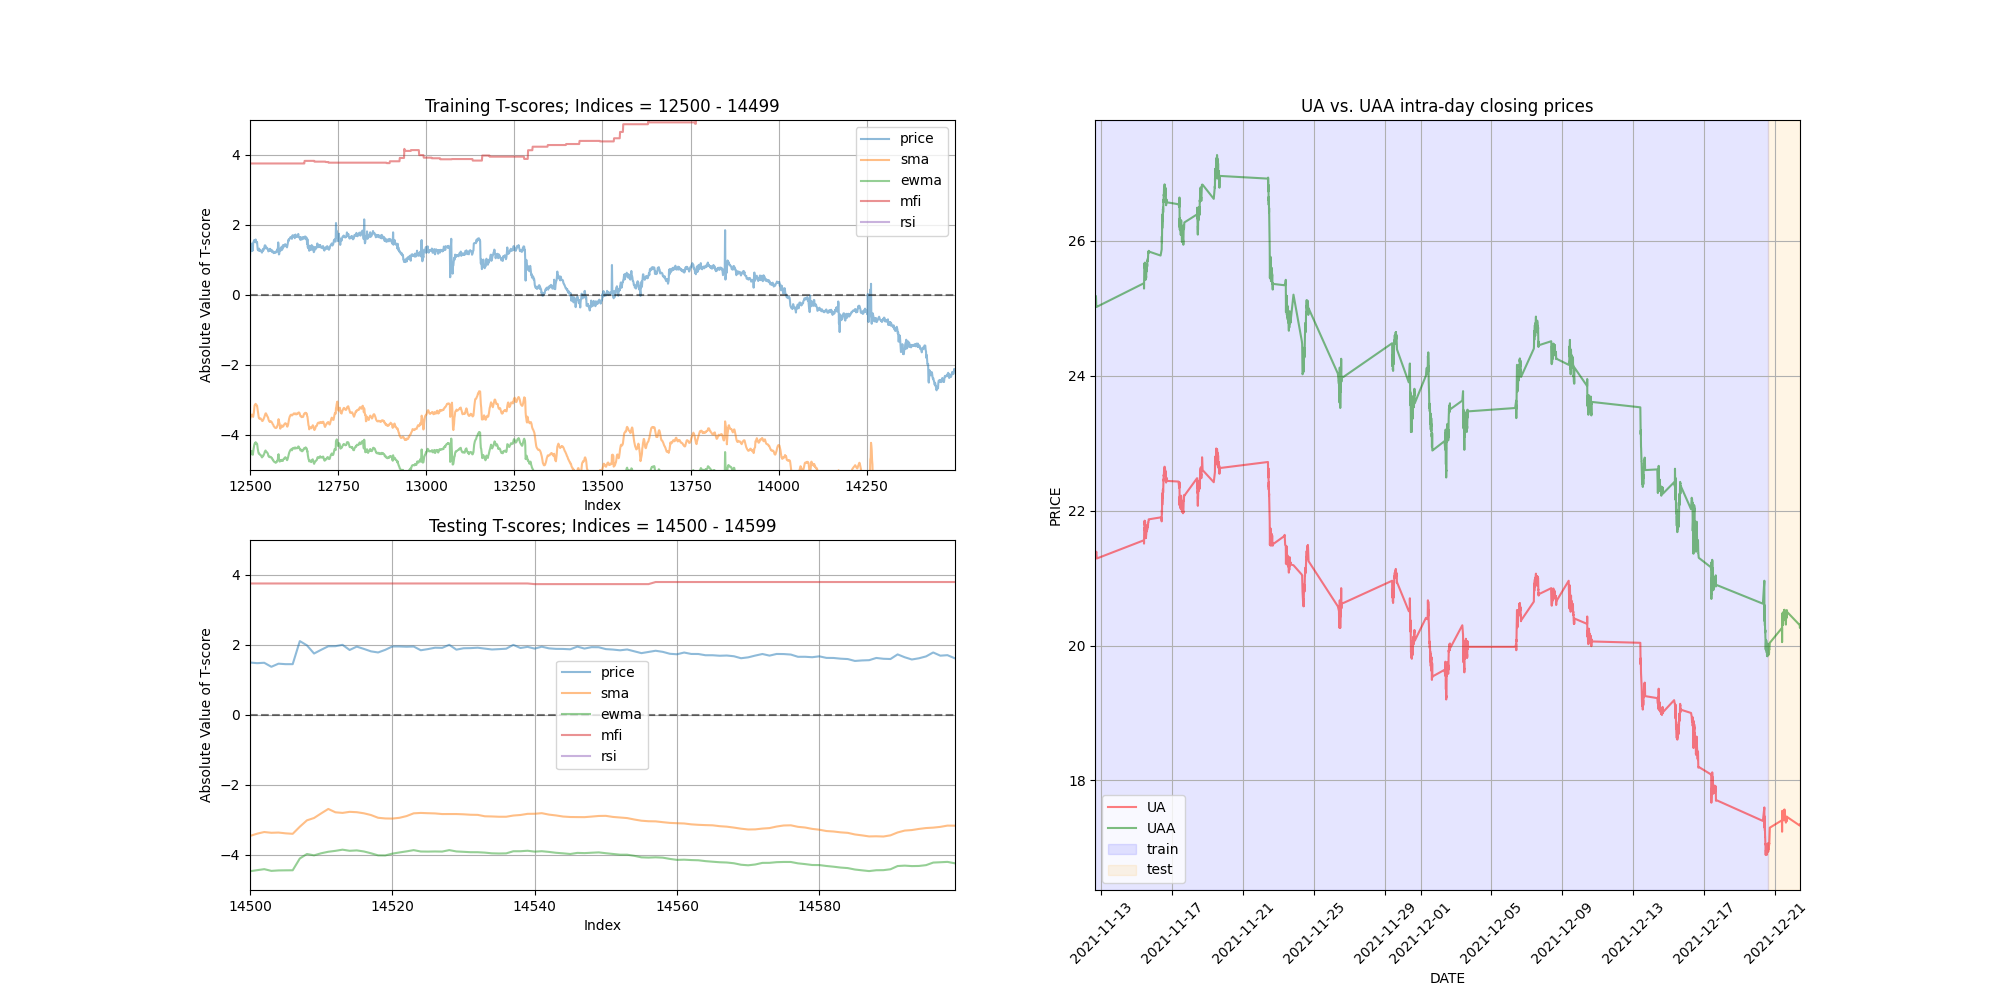 Training T-scores; Indices = 12500 - 14499
Absolute Value of T-score
4
2
0
−2
−4
price
sma
ewma
mfi
rsi
12500 12750 13000 13250 13500 13750 14000 14250
Index
Testing T-scores; Indices = 14500 - 14599
Absolute Value of T-score
4
2
0
−2
−4
price
sma
ewma
mfi
rsi
14500 14520 14540 14560 14580
Index
UA vs. UAA intra-day closing prices
PRICE
26
24
22
20
18
UA
UAA
train
test
2021-11-13 2021-11-17 2021-11-21 2021-11-25 2021-11-29 2021-12-01 2021-12-05 2021-12-09 2021-12-13 2021-12-17 2021-12-21
DATE